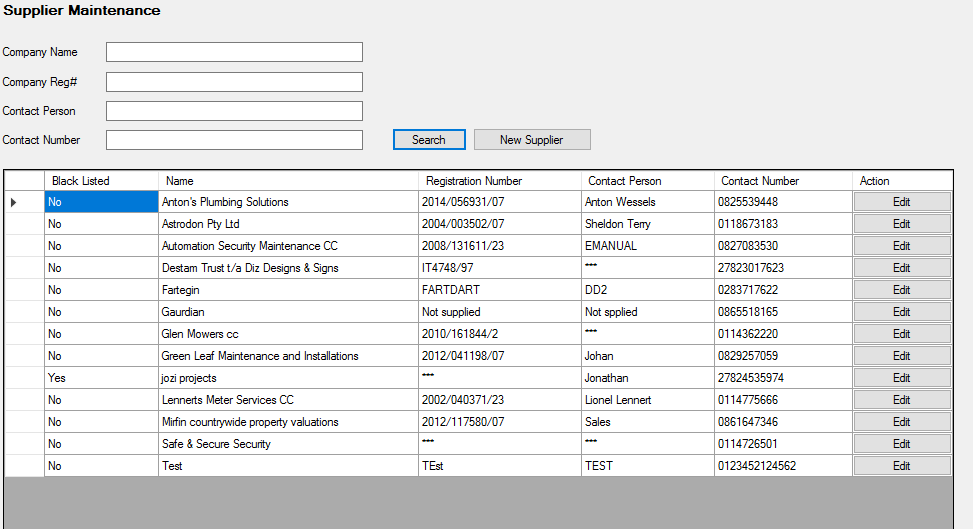 Supplier Maintenance
Company Name
Company Reg#
Contact Person
Contact Number Search New Supplier
Black Listed Name Registration Number Contact Person Contact Number Action
No Anton's Plumbing Solutions 2014/056931/07 Anton Wessels 0825539448 Edit
No Astrodon Pty Ltd 2004/003502/07 Sheldon Terry 0118673183 Edit
No Automation Security Maintenance CC 2008/131611/23 EMANUAL 0827083530 Edit
No Destam Trust t/a Diz Designs & Signs IT4748/97 *** 27823017623 Edit
No Fartegin FARTDART DD2 0283717622 Edit
No Gaurdian Not supplied Not spplied 0865518165 Edit
No Glen Mowers cc 2010/161844/2 *** 0114362220 Edit
No Green Leaf Maintenance and Installations 2012/041198/07 Johan 0829257059 Edit
Yes jozi projects *** Jonathan 27824535974 Edit
No Lennerts Meter Services CC 2002/040371/23 Lionel Lennert 0114775666 Edit
No Mirfin countrywide property valuations 2012/117580/07 Sales 0861647346 Edit
No Safe & Secure Security *** *** 0114726501 Edit
No Test TEst TEST 0123452124562 Edit